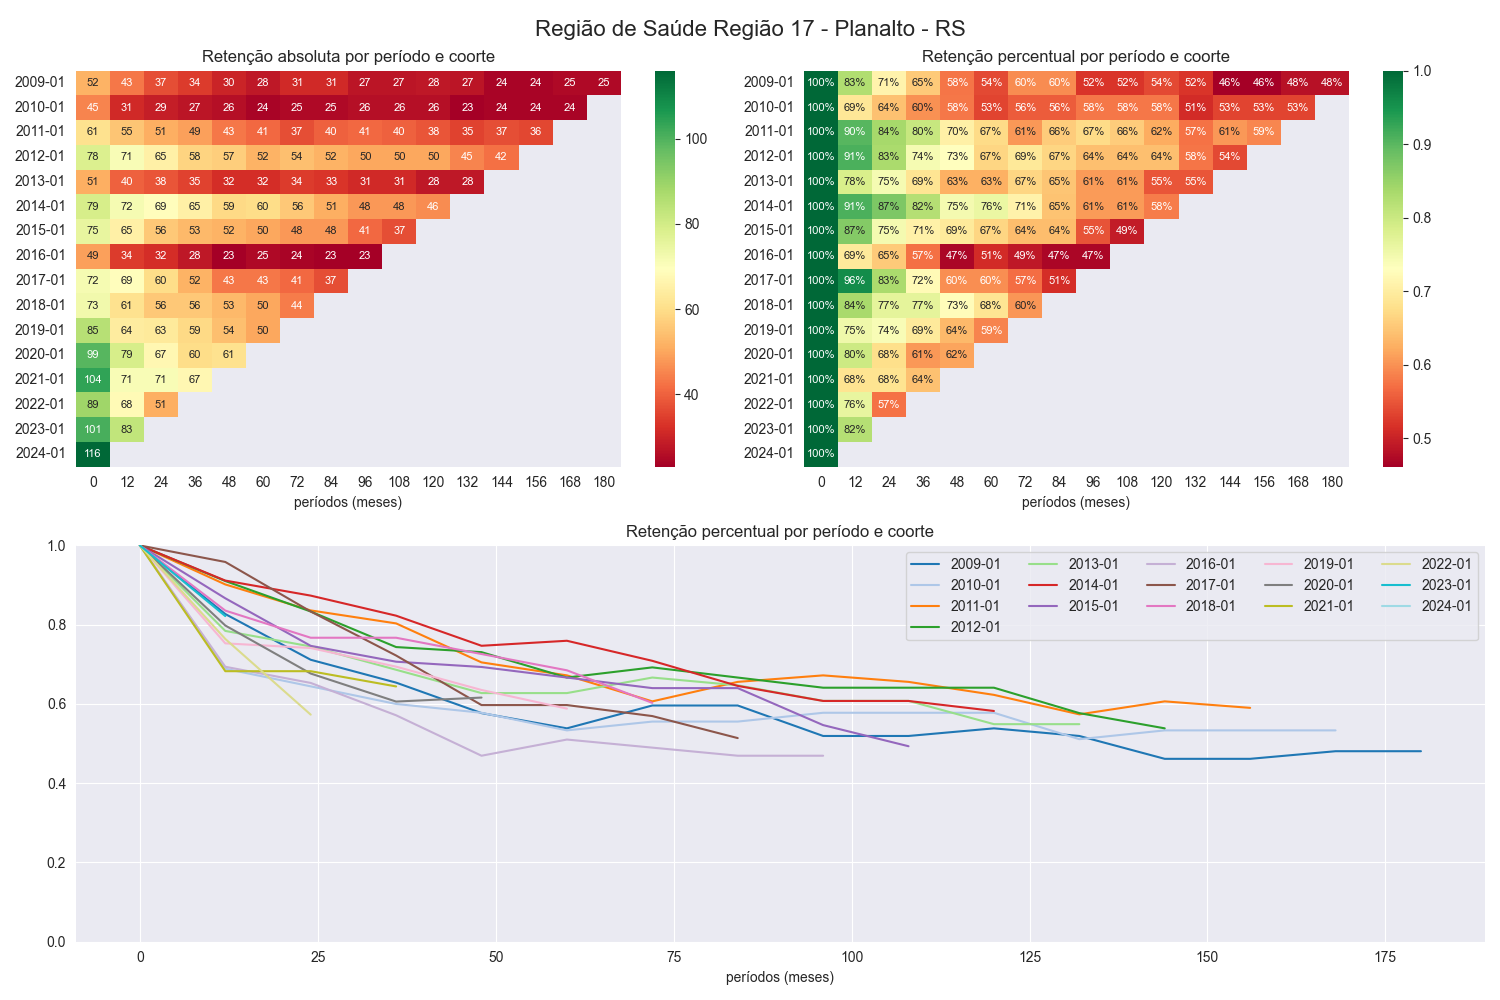 Região de Saúde Região 17 - Planalto - RS
Retenção absoluta por período e coorte
2009-01 52 43 37 34 30 28 31 31 27 27 28 27 24 24 25 25
2010-01 45 31 29 27 26 24 25 25 26 26 26 23 24 24 24
2011-01 61 55 51 49 43 41 37 40 41 40 38 35 37 36
2012-01 78 71 65 58 57 52 54 52 50 50 50 45 42
2013-01 51 40 38 35 32 32 34 33 31 31 28 28
2014-01 79 72 69 65 59 60 56 51 48 48 46
2015-01 75 65 56 53 52 50 48 48 41 37
2016-01 49 34 32 28 23 25 24 23 23
2017-01 72 69 60 52 43 43 41 37
2018-01 73 61 56 56 53 50 44
2019-01 85 64 63 59 54 50
2020-01 99 79 67 60 61
2021-01 104 71 71 67
2022-01 89 68 51
2023-01 101 83
2024-01 116
0 12 24 36 48 60 72 84 96 108 120 132 144 156 168 180
períodos (meses)
100
80
60
40
Retenção percentual por período e coorte
2009-01 100% 83% 71% 65% 58% 54% 60% 60% 52% 52% 54% 52% 46% 46% 48% 48%
2010-01 100% 69% 64% 60% 58% 53% 56% 56% 58% 58% 58% 51% 53% 53% 53%
2011-01 100% 90% 84% 80% 70% 67% 61% 66% 67% 66% 62% 57% 61% 59%
2012-01 100% 91% 83% 74% 73% 67% 69% 67% 64% 64% 64% 58% 54%
2013-01 100% 78% 75% 69% 63% 63% 67% 65% 61% 61% 55% 55%
2014-01 100% 91% 87% 82% 75% 76% 71% 65% 61% 61% 58%
2015-01 100% 87% 75% 71% 69% 67% 64% 64% 55% 49%
2016-01 100% 69% 65% 57% 47% 51% 49% 47% 47%
2017-01 100% 96% 83% 72% 60% 60% 57% 51%
2018-01 100% 84% 77% 77% 73% 68% 60%
2019-01 100% 75% 74% 69% 64% 59%
2020-01 100% 80% 68% 61% 62%
2021-01 100% 68% 68% 64%
2022-01 100% 76% 57%
2023-01 100% 82%
2024-01 100%
0 12 24 36 48 60 72 84 96 108 120 132 144 156 168 180
períodos (meses)
1.0
0.9
0.8
0.7
0.6
0.5
Retenção percentual por período e coorte
1.0
0.8
0.6
0.4
0.2
0.0
2009-01 2013-01 2016-01 2019-01 2022-01
2010-01 2014-01 2017-01 2020-01 2023-01
2011-01 2015-01 2018-01 2021-01 2024-01
2012-01
0 25 50 75 100 125 150 175
períodos (meses)